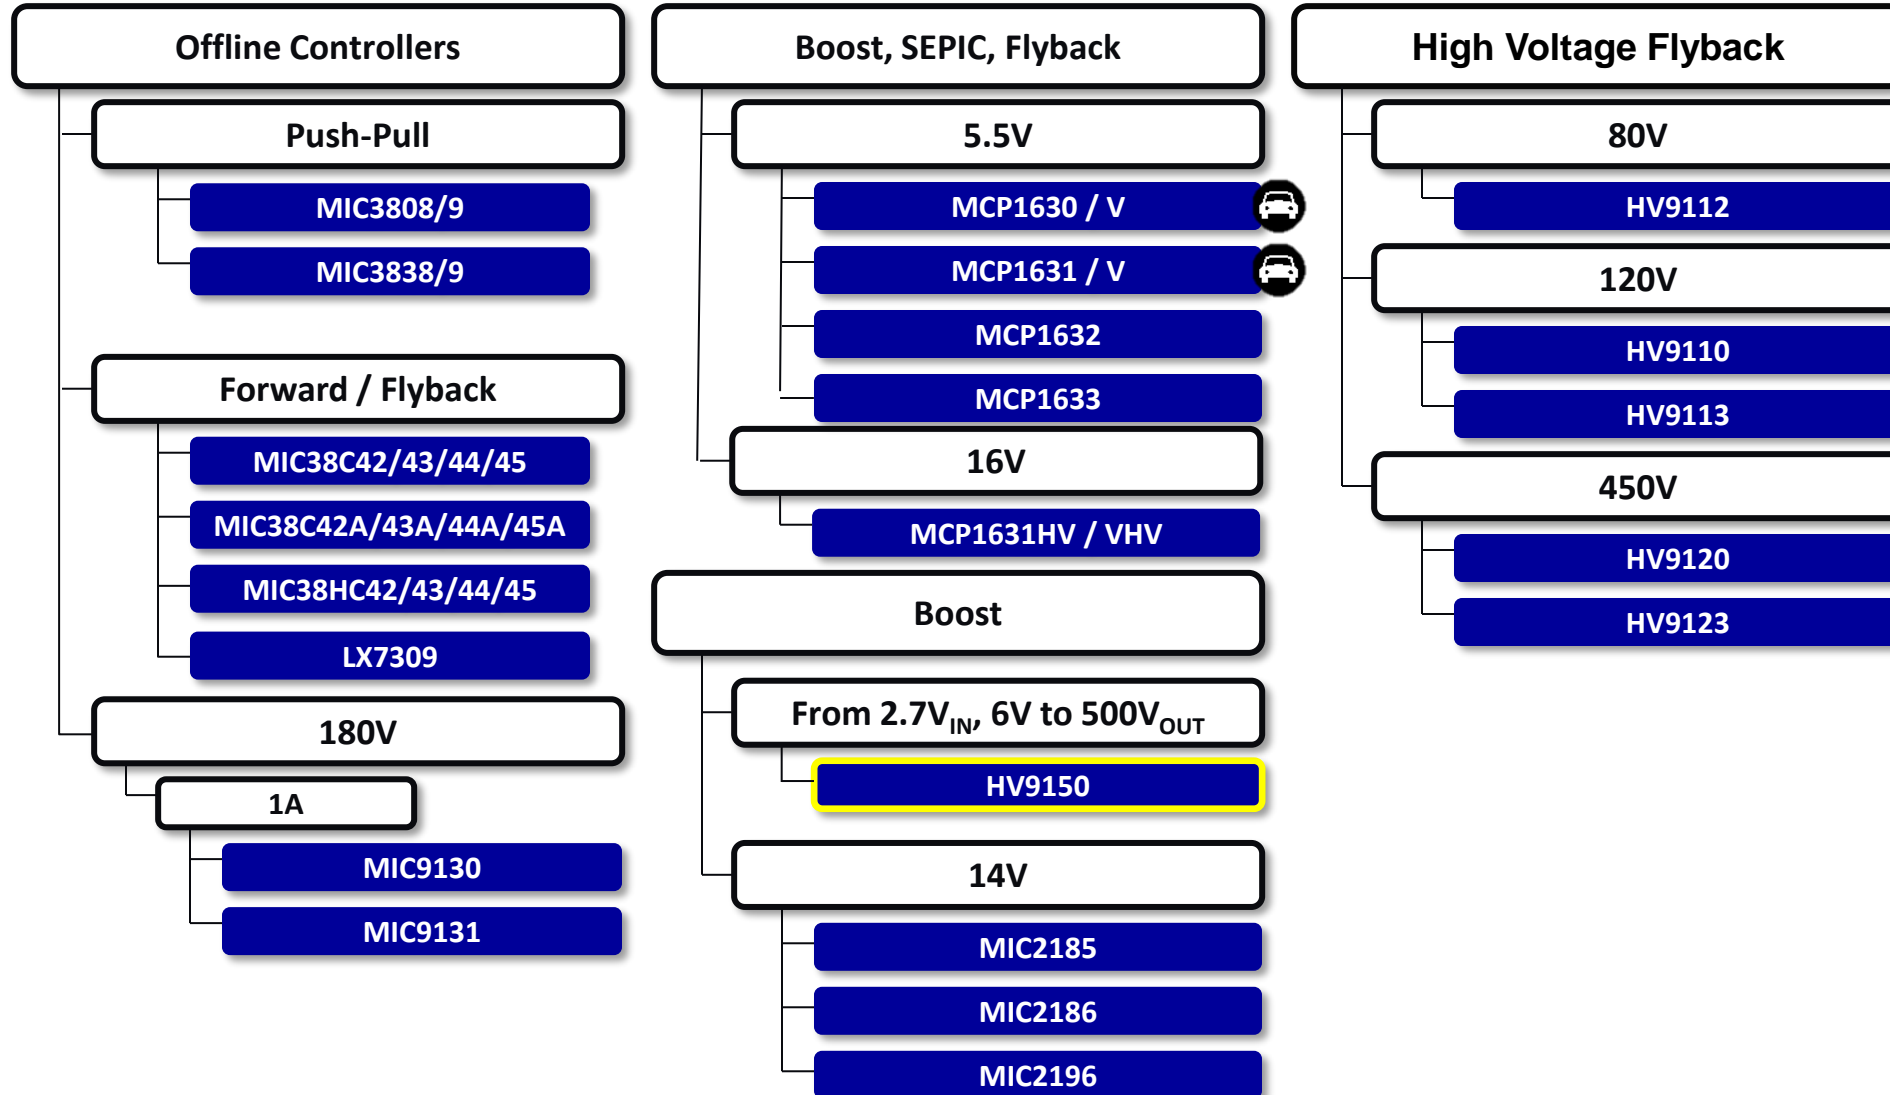 Offline Controllers
Push-Pull
MIC3808/9
MIC3838/9
Forward / Flyback
MIC38C42/43/44/45
MIC38C42A/43A/44A/45A
MIC38HC42/43/44/45
LX7309
180V
1A
MIC9130
MIC9131
Boost, SEPIC, Flyback
5.5V
MCP1630 / V
MCP1631 / V
MCP1632
MCP1633
16V
MCP1631HV / VHV
Boost
From 2.7V_IN, 6V to 500V_OUT
HV9150
14V
MIC2185
MIC2186
MIC2196
High Voltage Flyback
80V
HV9112
120V
HV9110
HV9113
450V
HV9120
HV9123